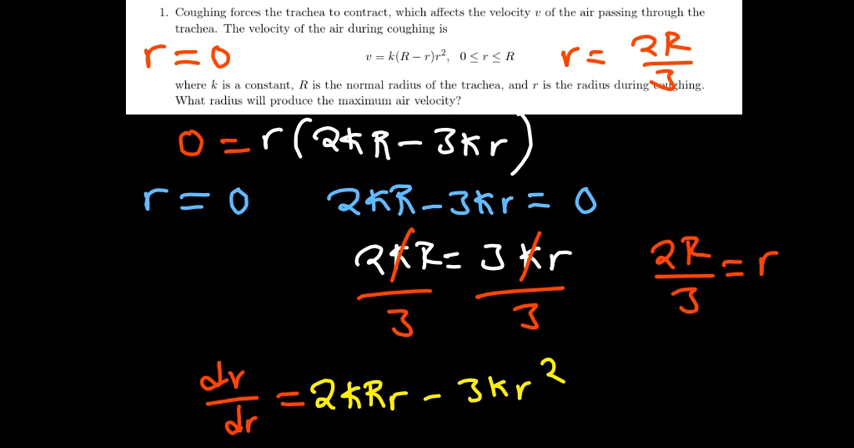 1. Coughing forces the trachea to contract, which affects the velocity v of the air passing through the
trachea. The velocity of the air during coughing is
r = 0
v = k(R − r)r², 0 ≤ r ≤ R
r = 2R/3
where k is a constant, R is the normal radius of the trachea, and r is the radius during coughing.
What radius will produce the maximum air velocity?
0 = r(2kR − 3kr)
r = 0 2kR − 3kr = 0
2kR/3 = 3kr/3 2R/3 = r
dv/dr = 2kRr − 3kr²